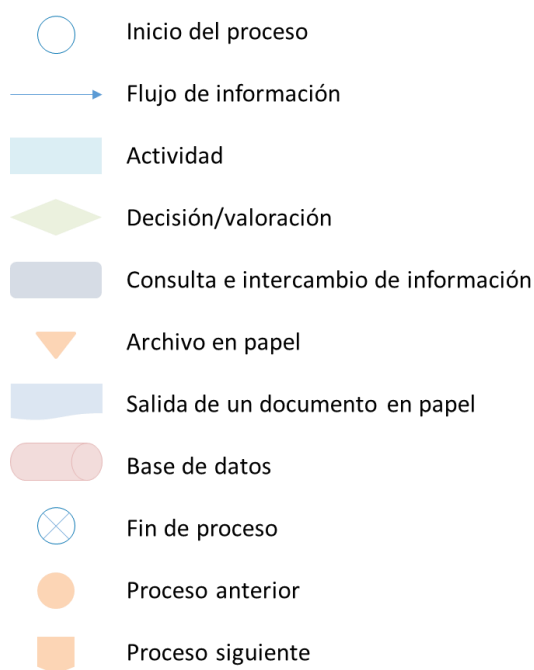 Inicio del proceso
Flujo de información
Actividad
Decisión/valoración
Consulta e intercambio de información
Archivo en papel
Salida de un documento en papel
Base de datos
Fin de proceso
Proceso anterior
Proceso siguiente